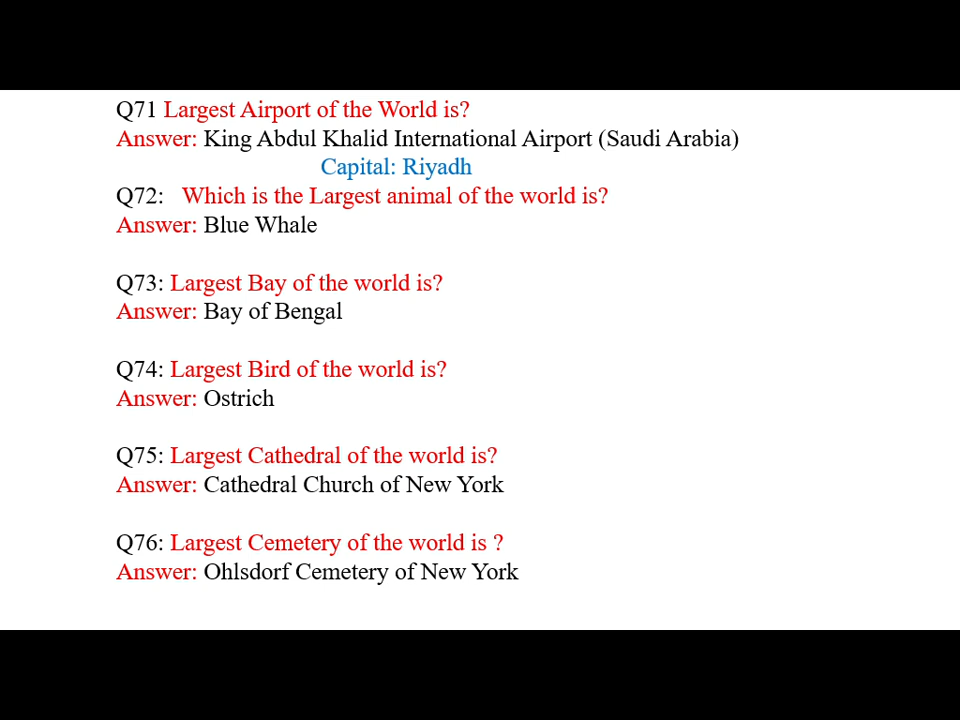 Q71 Largest Airport of the World is?
Answer: King Abdul Khalid International Airport (Saudi Arabia)
Capital: Riyadh
Q72: Which is the Largest animal of the world is?
Answer: Blue Whale
Q73: Largest Bay of the world is?
Answer: Bay of Bengal
Q74: Largest Bird of the world is?
Answer: Ostrich
Q75: Largest Cathedral of the world is?
Answer: Cathedral Church of New York
Q76: Largest Cemetery of the world is ?
Answer: Ohlsdorf Cemetery of New York